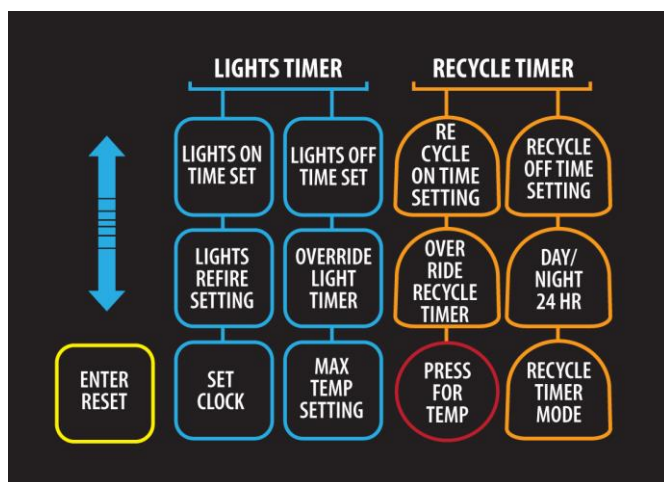 LIGHTS TIMER
RECYCLE TIMER
LIGHTS ON
TIME SET
LIGHTS OFF
TIME SET
RE
CYCLE
ON TIME
SETTING
RECYCLE
OFF TIME
SETTING
LIGHTS
REFIRE
SETTING
OVERRIDE
LIGHT
TIMER
OVER
RIDE
RECYCLE
TIMER
DAY/
NIGHT
24 HR
ENTER
RESET
SET
CLOCK
MAX
TEMP
SETTING
PRESS
FOR
TEMP
RECYCLE
TIMER
MODE